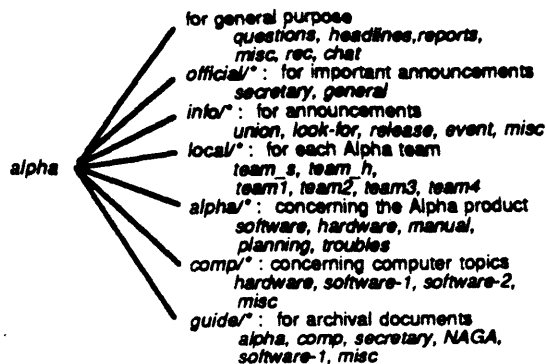 for general purpose
questions, headlines,reports,
misc, rec, chat
official/* : for important announcements
secretary, general
info/* : for announcements
union, look-for, release, event, misc
local/* : for each Alpha team
team_s, team_h,
team1, team2, team3, team4
alpha
alpha/* : concerning the Alpha product
software, hardware, manual,
planning, troubles
comp/* : concerning computer topics
hardware, software-1, software-2,
misc
guide/* : for archival documents
alpha, comp, secretary, NAGA,
software-1, misc